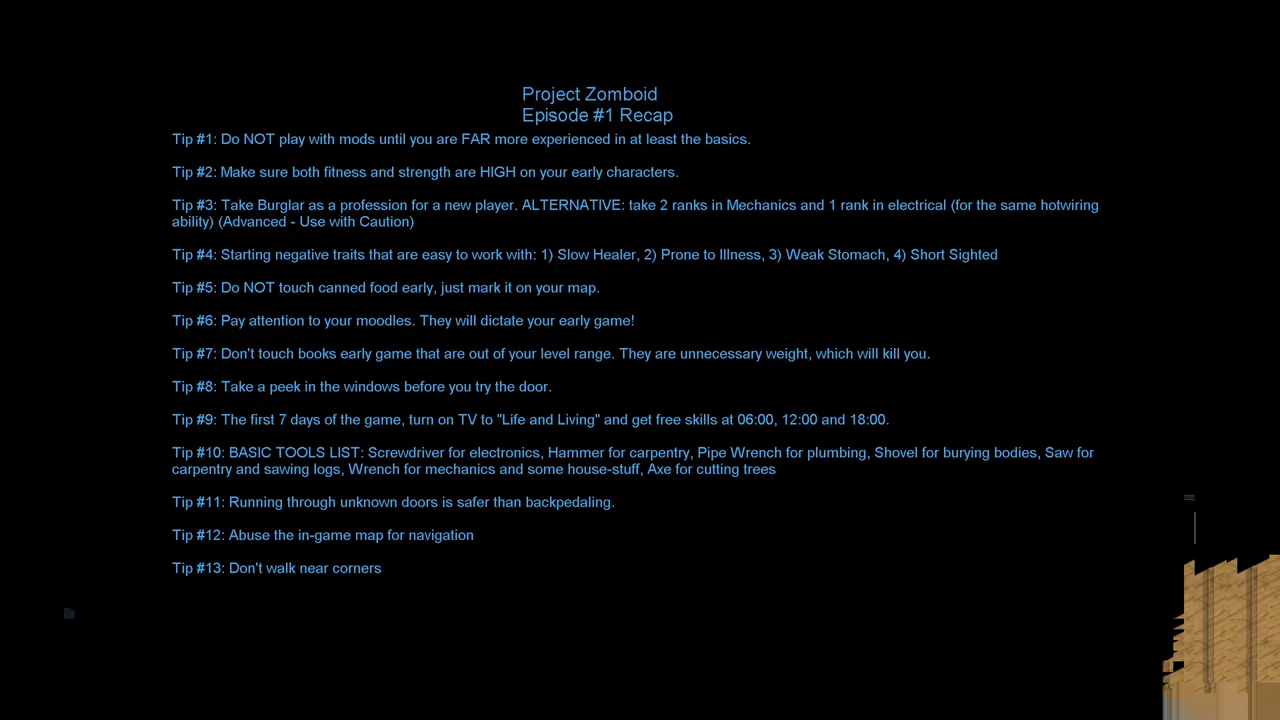 Project Zomboid
Episode #1 Recap
Tip #1: Do NOT play with mods until you are FAR more experienced in at least the basics.
Tip #2: Make sure both fitness and strength are HIGH on your early characters.
Tip #3: Take Burglar as a profession for a new player. ALTERNATIVE: take 2 ranks in Mechanics and 1 rank in electrical (for the same hotwiring
ability) (Advanced - Use with Caution)
Tip #4: Starting negative traits that are easy to work with: 1) Slow Healer, 2) Prone to Illness, 3) Weak Stomach, 4) Short Sighted
Tip #5: Do NOT touch canned food early, just mark it on your map.
Tip #6: Pay attention to your moodles. They will dictate your early game!
Tip #7: Don't touch books early game that are out of your level range. They are unnecessary weight, which will kill you.
Tip #8: Take a peek in the windows before you try the door.
Tip #9: The first 7 days of the game, turn on TV to "Life and Living" and get free skills at 06:00, 12:00 and 18:00.
Tip #10: BASIC TOOLS LIST: Screwdriver for electronics, Hammer for carpentry, Pipe Wrench for plumbing, Shovel for burying bodies, Saw for
carpentry and sawing logs, Wrench for mechanics and some house-stuff, Axe for cutting trees
Tip #11: Running through unknown doors is safer than backpedaling.
Tip #12: Abuse the in-game map for navigation
Tip #13: Don't walk near corners